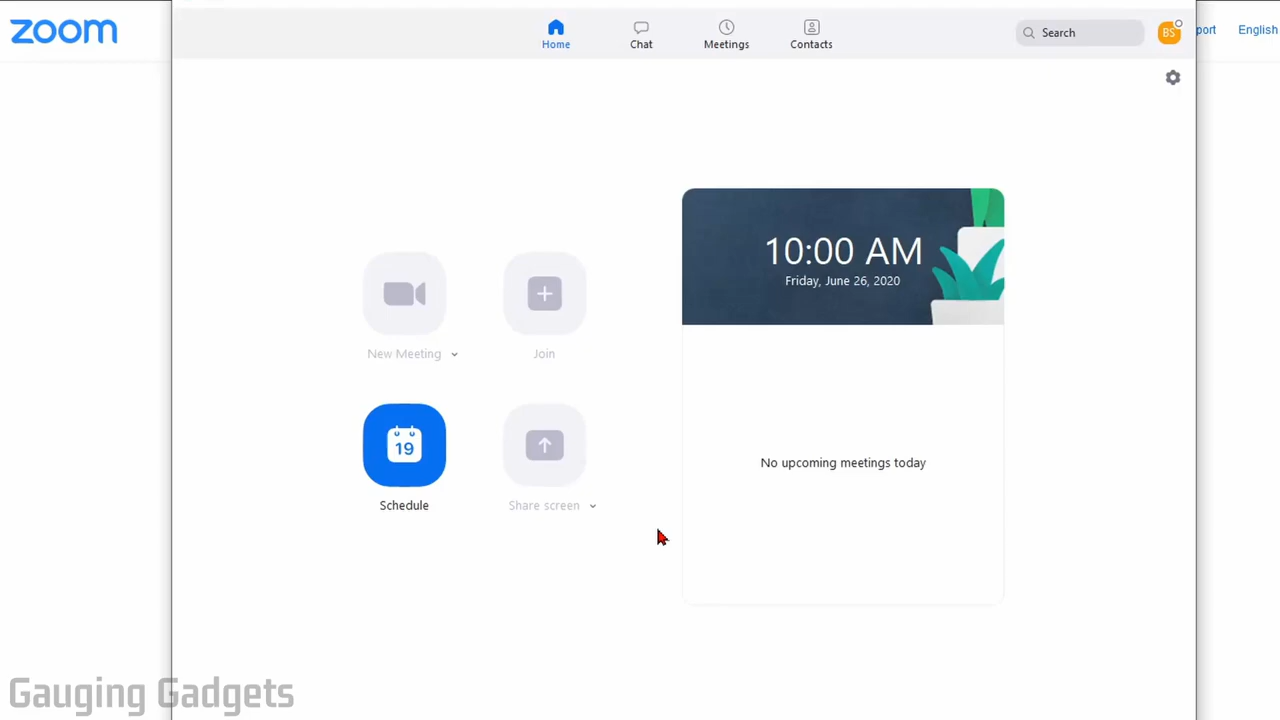 zoom
Home
Chat
Meetings
Contacts
Search
BS
port
English
10:00 AM
Friday, June 26, 2020
New Meeting
Join
19
Schedule
Share screen
No upcoming meetings today
Gauging Gadgets